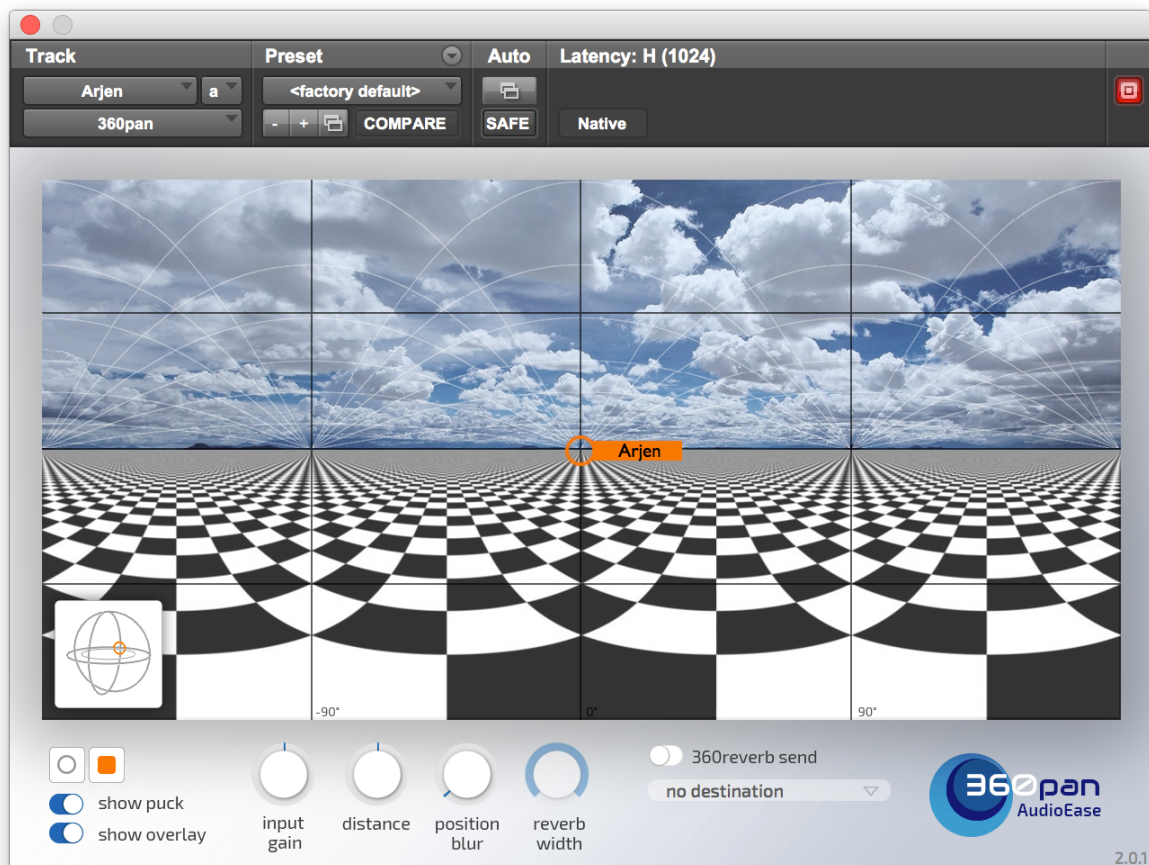 Track
Preset
Auto
Latency: H (1024)
Arjen
a
<factory default>
360pan
-
+
COMPARE
SAFE
Native
Arjen
-90°
0°
90°
show puck
show overlay
input
gain
distance
position
blur
reverb
width
360reverb send
no destination
360pan
AudioEase
2.0.1